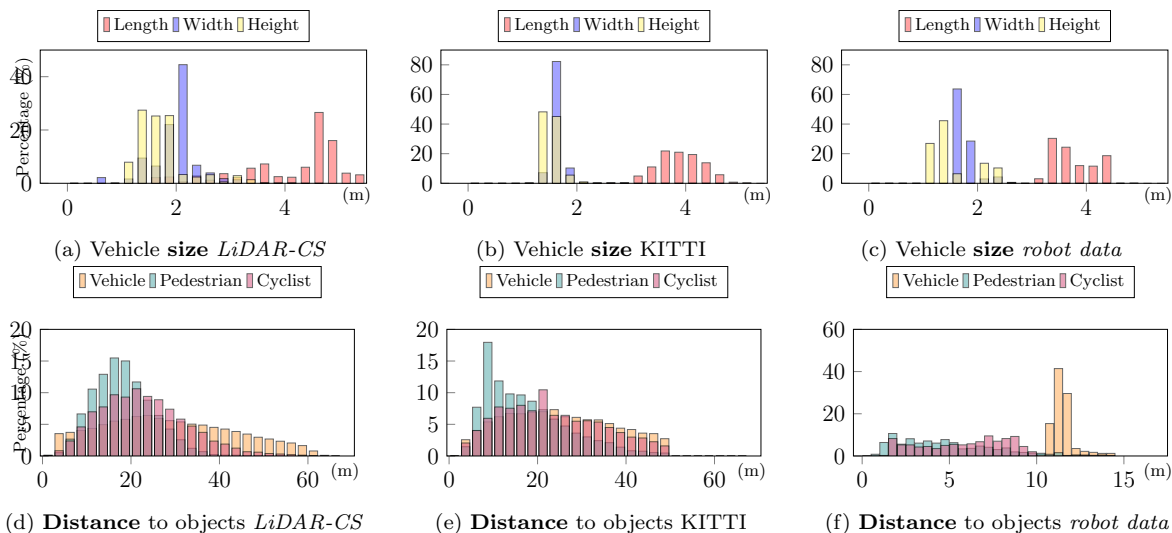 Length Width Height
Length Width Height
Length Width Height
Percentage (%)
40
20
0
0 2 4 (m)
80
60
40
20
0
0 2 4 (m)
80
60
40
20
0
0 2 4 (m)
(a) Vehicle size LiDAR-CS
(b) Vehicle size KITTI
(c) Vehicle size robot data
Vehicle Pedestrian Cyclist
Vehicle Pedestrian Cyclist
Vehicle Pedestrian Cyclist
Percentage (%)
20
15
10
5
0
0 20 40 60 (m)
20
15
10
5
0
0 20 40 60 (m)
60
40
20
0
0 5 10 15 (m)
(d) Distance to objects LiDAR-CS
(e) Distance to objects KITTI
(f) Distance to objects robot data